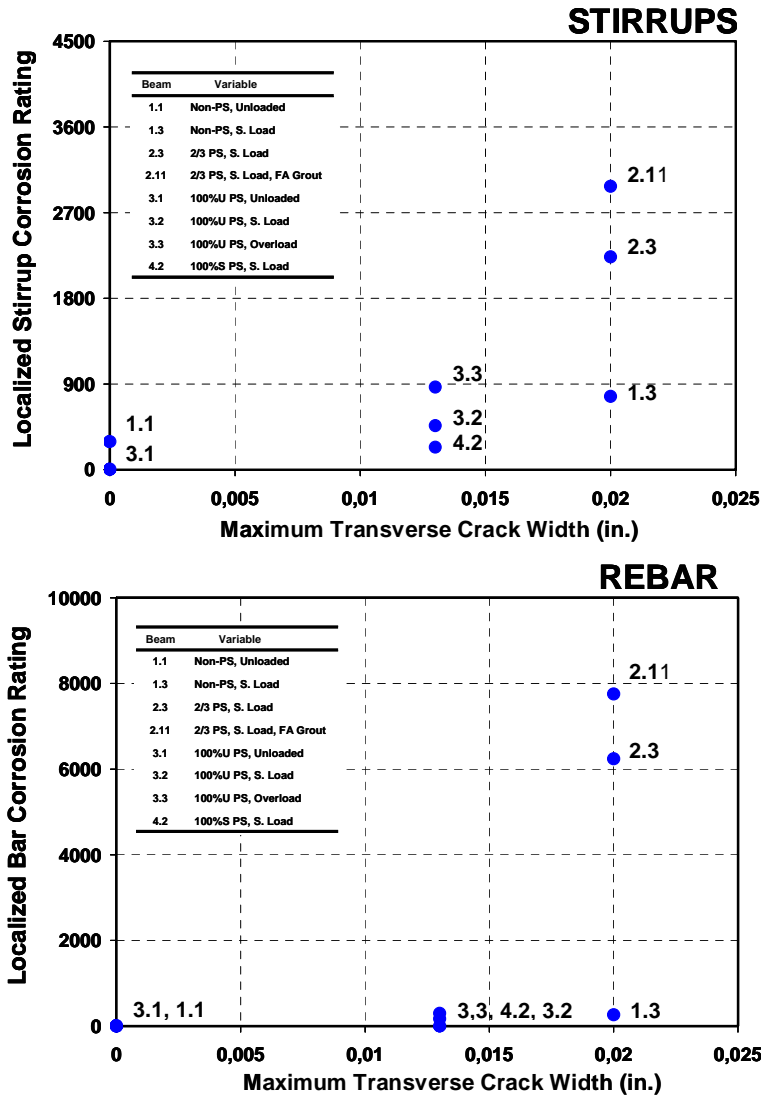 STIRRUPS
Localized Stirrup Corrosion Rating
4500
3600
2700
1800
900
0
Beam Variable
1.1 Non-PS, Unloaded
1.3 Non-PS, S. Load
2.3 2/3 PS, S. Load
2.11 2/3 PS, S. Load, FA Grout
3.1 100%U PS, Unloaded
3.2 100%U PS, S. Load
3.3 100%U PS, Overload
4.2 100%S PS, S. Load
2.11
2.3
3.3
1.3
3.2
4.2
1.1
3.1
0 0,005 0,01 0,015 0,02 0,025
Maximum Transverse Crack Width (in.)
REBAR
Localized Bar Corrosion Rating
10000
8000
6000
4000
2000
0
Beam Variable
1.1 Non-PS, Unloaded
1.3 Non-PS, S. Load
2.3 2/3 PS, S. Load
2.11 2/3 PS, S. Load, FA Grout
3.1 100%U PS, Unloaded
3.2 100%U PS, S. Load
3.3 100%U PS, Overload
4.2 100%S PS, S. Load
2.11
2.3
3.1, 1.1
3,3, 4.2, 3.2
1.3
0 0,005 0,01 0,015 0,02 0,025
Maximum Transverse Crack Width (in.)